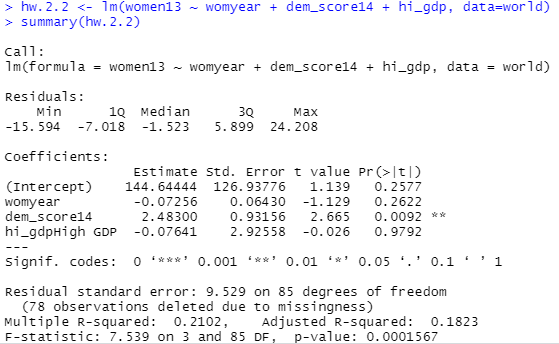 > hw.2.2 <- lm(women13 ~ womyear + dem_score14 + hi_gdp, data=world)
> summary(hw.2.2)
Call:
lm(formula = women13 ~ womyear + dem_score14 + hi_gdp, data = world)
Residuals:
    Min      1Q  Median      3Q     Max
-15.594  -7.018  -1.523   5.899  24.208
Coefficients:
                 Estimate Std. Error t value Pr(>|t|)
(Intercept)     144.64444  126.93776   1.139   0.2577
womyear          -0.07256    0.06430  -1.129   0.2622
dem_score14       2.48300    0.93156   2.665   0.0092 **
hi_gdpHigh GDP   -0.07641    2.92558  -0.026   0.9792
---
Signif. codes:  0 ‘***’ 0.001 ‘**’ 0.01 ‘*’ 0.05 ‘.’ 0.1 ‘ ’ 1
Residual standard error: 9.529 on 85 degrees of freedom
  (78 observations deleted due to missingness)
Multiple R-squared:  0.2102,    Adjusted R-squared:  0.1823
F-statistic: 7.539 on 3 and 85 DF,  p-value: 0.0001567